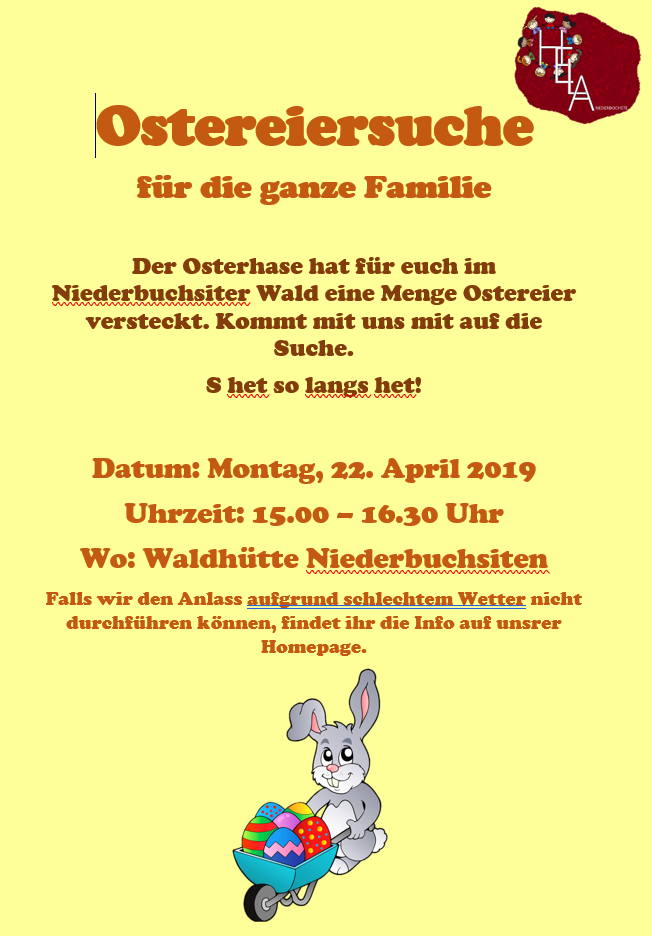 HELA
NIEDERBUCHSITE
Ostereiersuche
für die ganze Familie
Der Osterhase hat für euch im
Niederbuchsiter Wald eine Menge Ostereier
versteckt. Kommt mit uns mit auf die
Suche.
S het so langs het!
Datum: Montag, 22. April 2019
Uhrzeit: 15.00 – 16.30 Uhr
Wo: Waldhütte Niederbuchsiten
Falls wir den Anlass aufgrund schlechtem Wetter nicht
durchführen können, findet ihr die Info auf unsrer
Homepage.